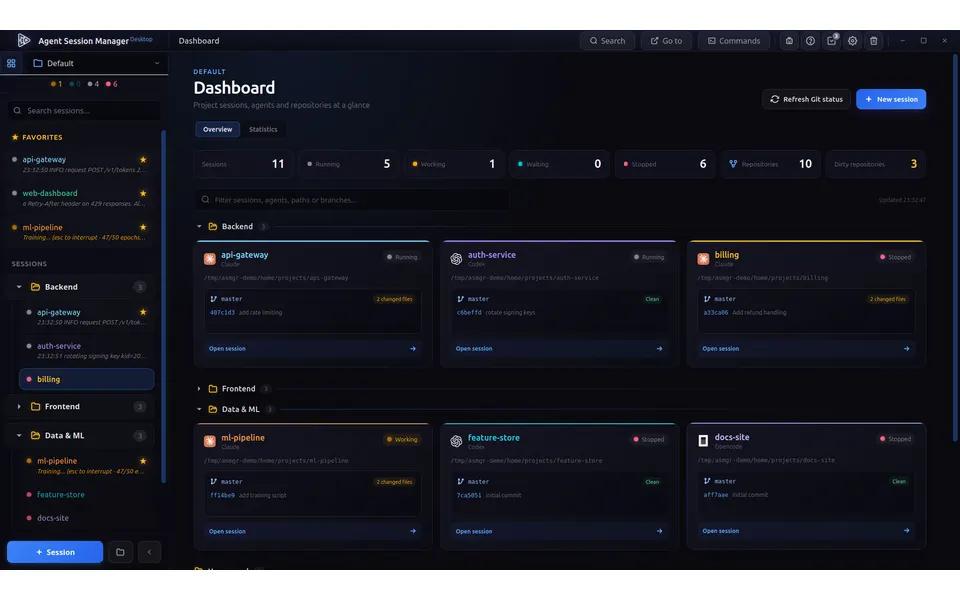 Agent Session Manager Desktop
Dashboard
Search
Go to
Commands
3
Default
1 0 4 6
Search sessions...
FAVORITES
api-gateway
23:32:50 INFO request POST /v1/tokens 2...
web-dashboard
a Retry-After header on 429 responses. Al...
ml-pipeline
Training... (esc to interrupt · 47/50 epochs...
SESSIONS
Backend 3
api-gateway
23:32:50 INFO request POST /v1/tok...
auth-service
23:32:51 rotating signing key kid=20...
billing
Frontend 3
Data & ML 3
ml-pipeline
Training... (esc to interrupt · 47/50 e...
feature-store
docs-site
+ Session
DEFAULT
Dashboard
Project sessions, agents and repositories at a glance
Refresh Git status
+ New session
Overview
Statistics
Sessions 11
Running 5
Working 1
Waiting 0
Stopped 6
Repositories 10
Dirty repositories 3
Filter sessions, agents, paths or branches...
Updated 23:32:47
Backend 3
api-gateway
Claude
Running
/tmp/asmgr-demo/home/projects/api-gateway
master
2 changed files
407c1d3 add rate limiting
Open session
auth-service
Codex
Running
/tmp/asmgr-demo/home/projects/auth-service
master
Clean
c6beffd rotate signing keys
Open session
billing
Claude
Stopped
/tmp/asmgr-demo/home/projects/billing
master
2 changed files
a33ca06 Add refund handling
Open session
Frontend 3
Data & ML 3
ml-pipeline
Claude
Working
/tmp/asmgr-demo/home/projects/ml-pipeline
master
2 changed files
ff14be9 add training script
Open session
feature-store
Codex
Stopped
/tmp/asmgr-demo/home/projects/feature-store
master
Clean
7ca5051 initial commit
Open session
docs-site
Opencode
Stopped
/tmp/asmgr-demo/home/projects/docs-site
master
Clean
aff7aae initial commit
Open session